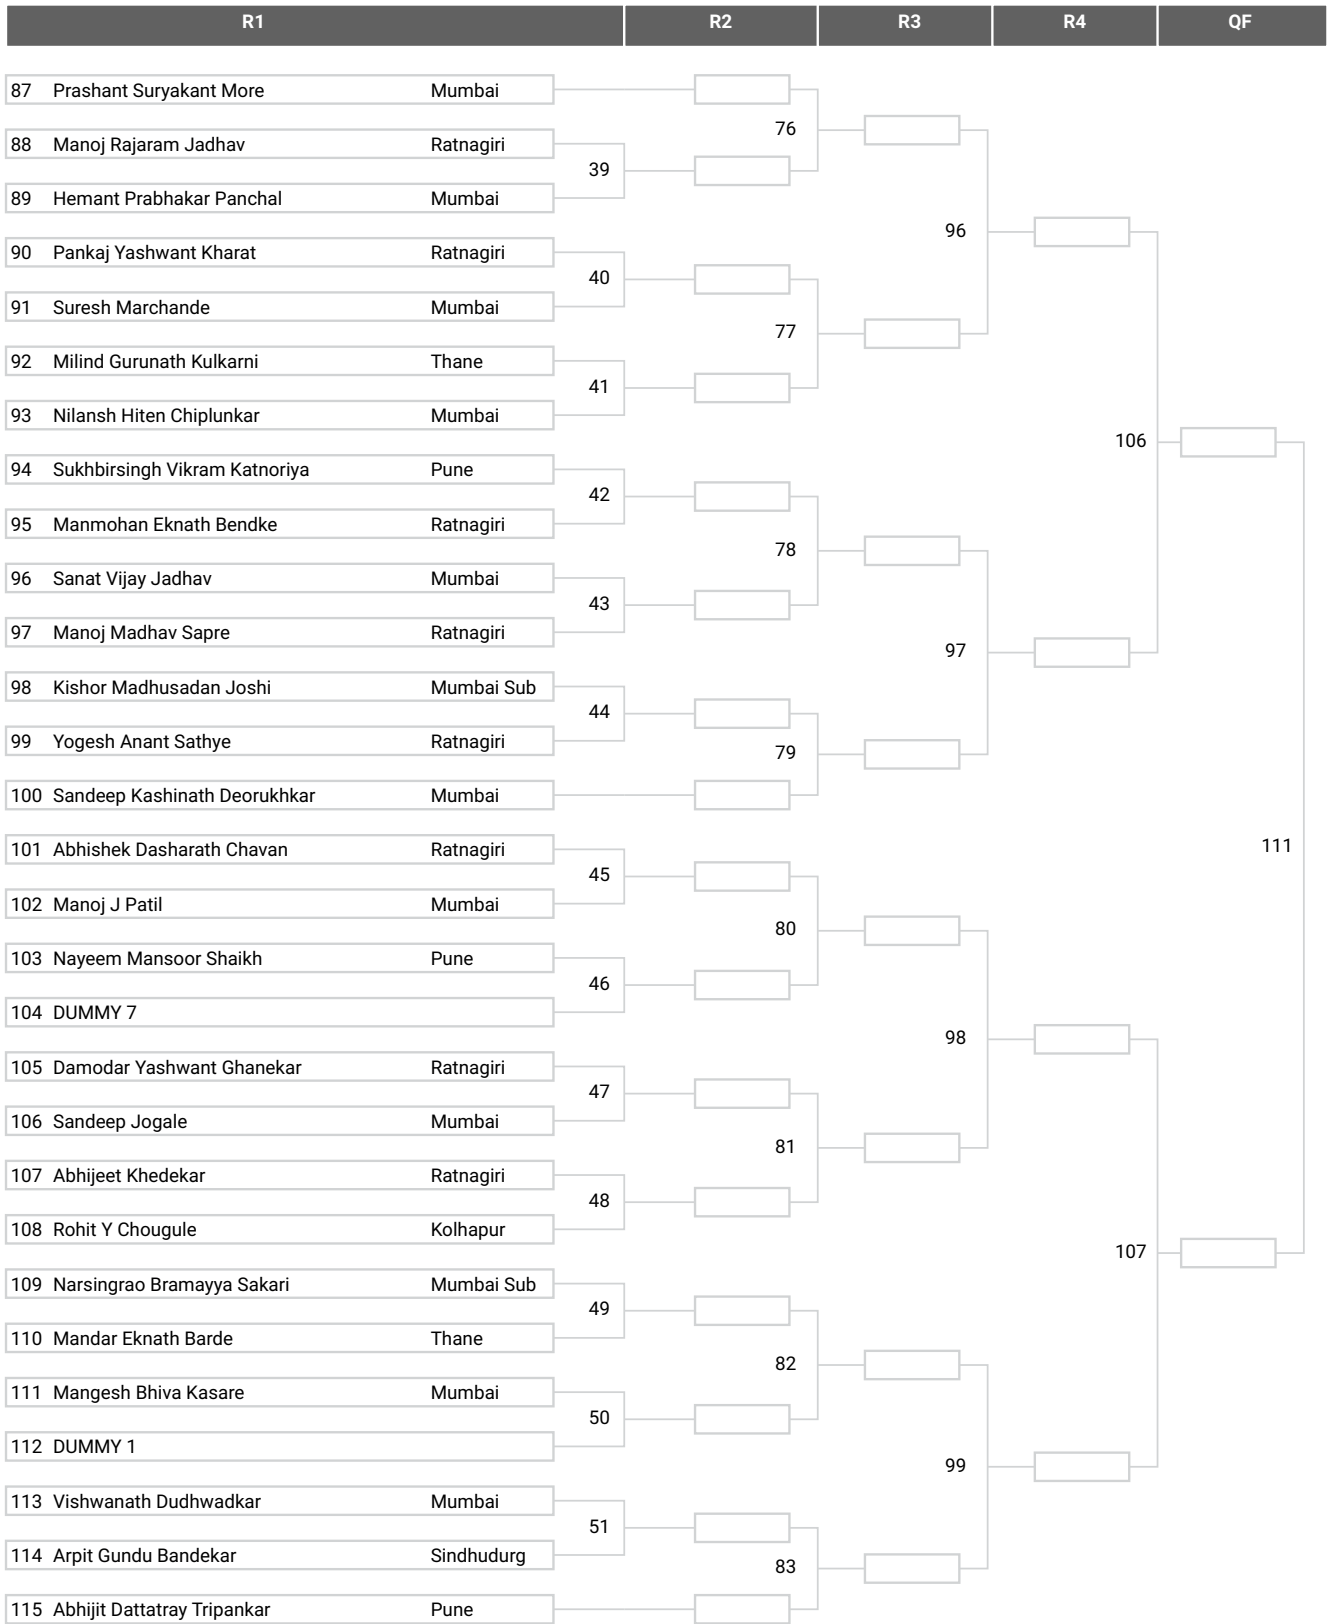 R1 R2 R3 R4 QF
87 Prashant Suryakant More Mumbai
76
88 Manoj Rajaram Jadhav Ratnagiri
39
89 Hemant Prabhakar Panchal Mumbai
96
90 Pankaj Yashwant Kharat Ratnagiri
40
91 Suresh Marchande Mumbai
77
92 Milind Gurunath Kulkarni Thane
41
93 Nilansh Hiten Chiplunkar Mumbai
106
94 Sukhbirsingh Vikram Katnoriya Pune
42
95 Manmohan Eknath Bendke Ratnagiri
78
96 Sanat Vijay Jadhav Mumbai
43
97 Manoj Madhav Sapre Ratnagiri
97
98 Kishor Madhusadan Joshi Mumbai Sub
44
99 Yogesh Anant Sathye Ratnagiri
79
100 Sandeep Kashinath Deorukhkar Mumbai
111
101 Abhishek Dasharath Chavan Ratnagiri
45
102 Manoj J Patil Mumbai
80
103 Nayeem Mansoor Shaikh Pune
46
104 DUMMY 7
98
105 Damodar Yashwant Ghanekar Ratnagiri
47
106 Sandeep Jogale Mumbai
81
107 Abhijeet Khedekar Ratnagiri
48
108 Rohit Y Chougule Kolhapur
107
109 Narsingrao Bramayya Sakari Mumbai Sub
49
110 Mandar Eknath Barde Thane
82
111 Mangesh Bhiva Kasare Mumbai
50
112 DUMMY 1
99
113 Vishwanath Dudhwadkar Mumbai
51
114 Arpit Gundu Bandekar Sindhudurg
83
115 Abhijit Dattatray Tripankar Pune